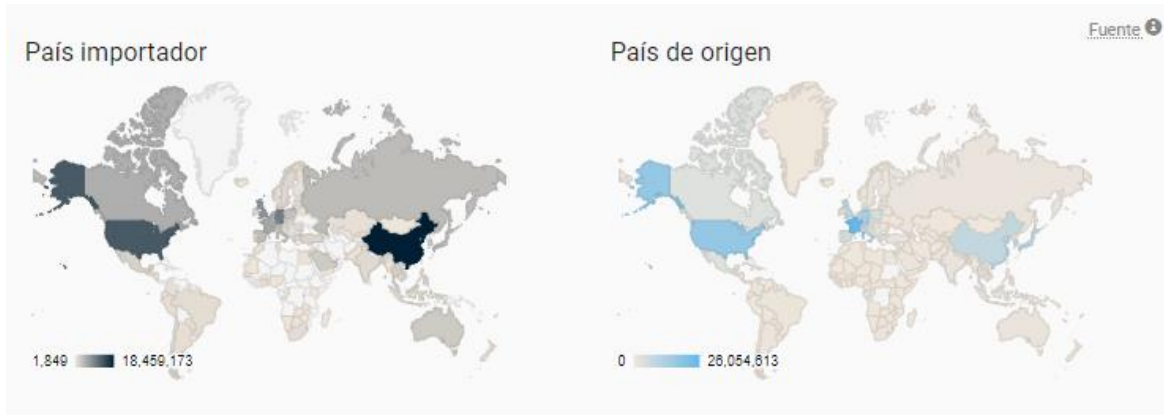 Fuente
País importador
País de origen
1,849 18,459,173
0 26,054,613